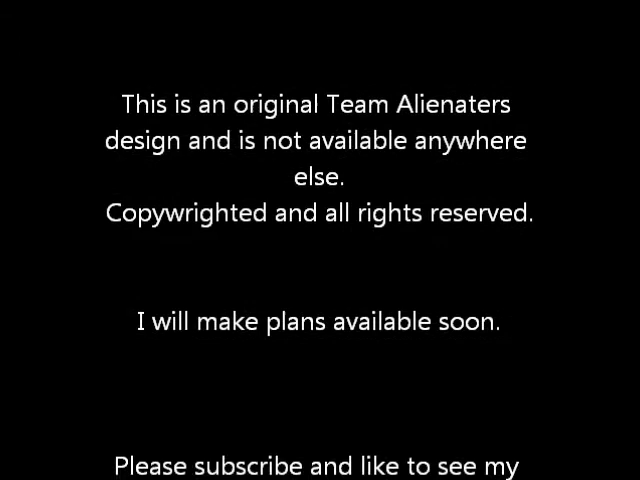 This is an original Team Alienaters
design and is not available anywhere
else.
Copywrighted and all rights reserved.
I will make plans available soon.
Please subscribe and like to see my